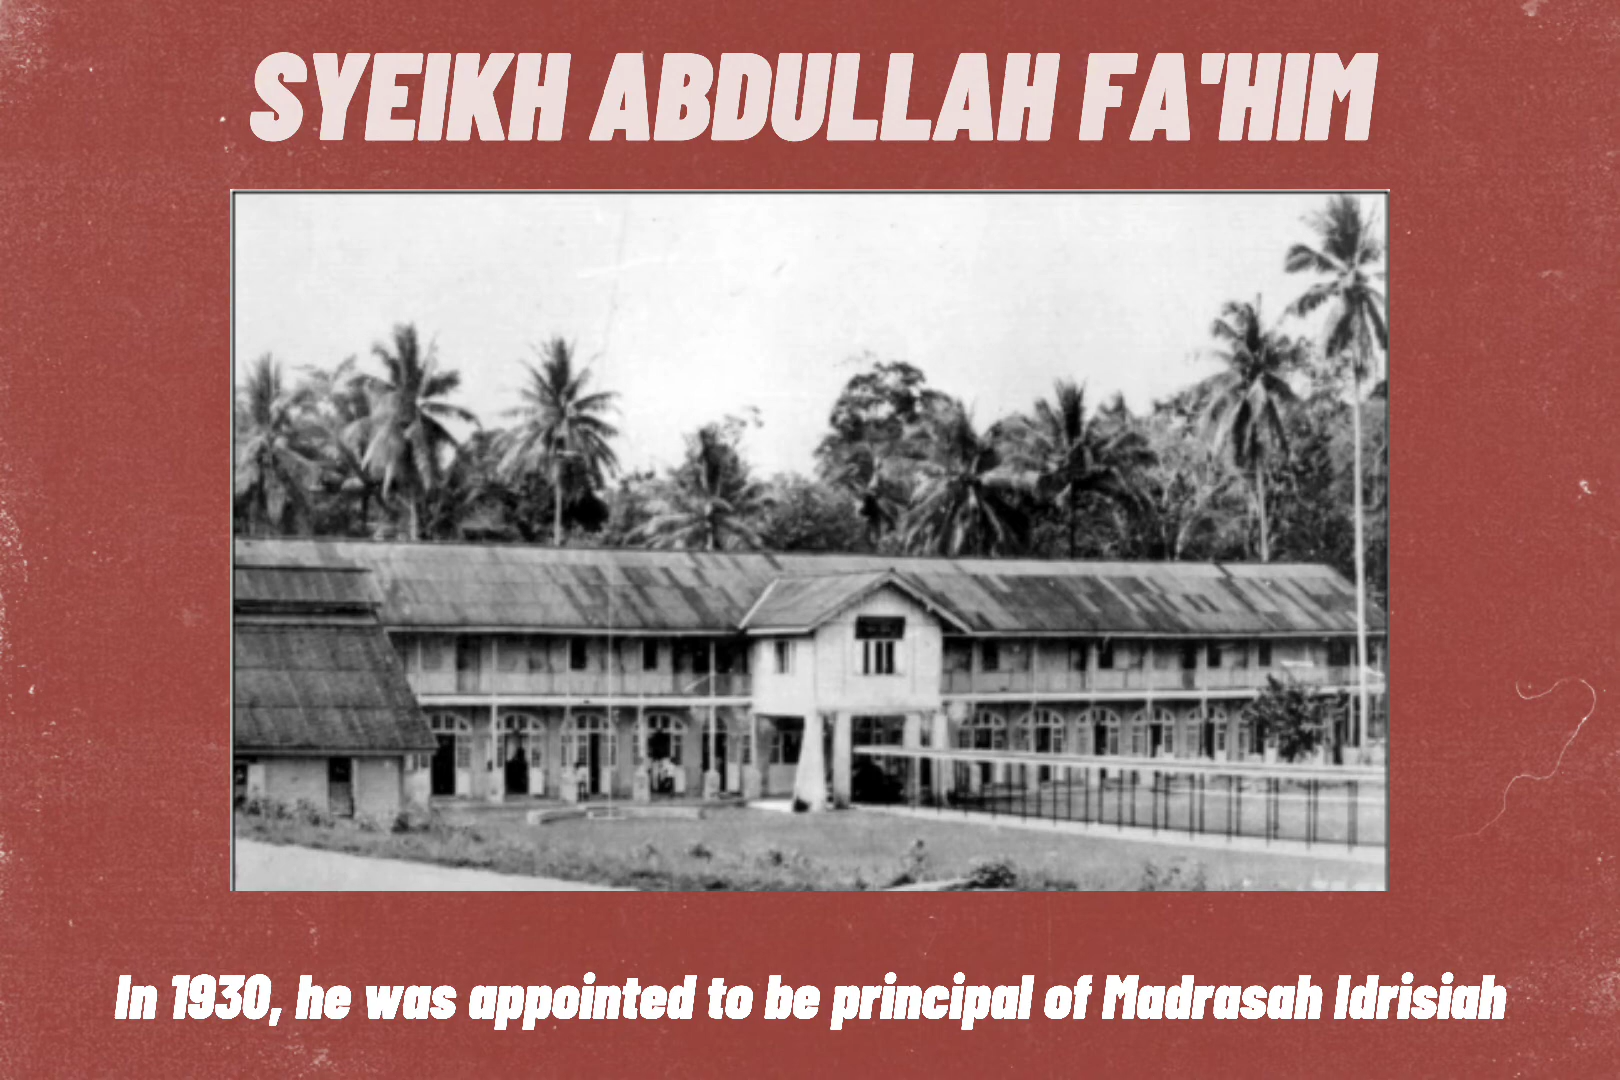 SYEIKH ABDULLAH FA'HIM
In 1930, he was appointed to be principal of Madrasah Idrisiah